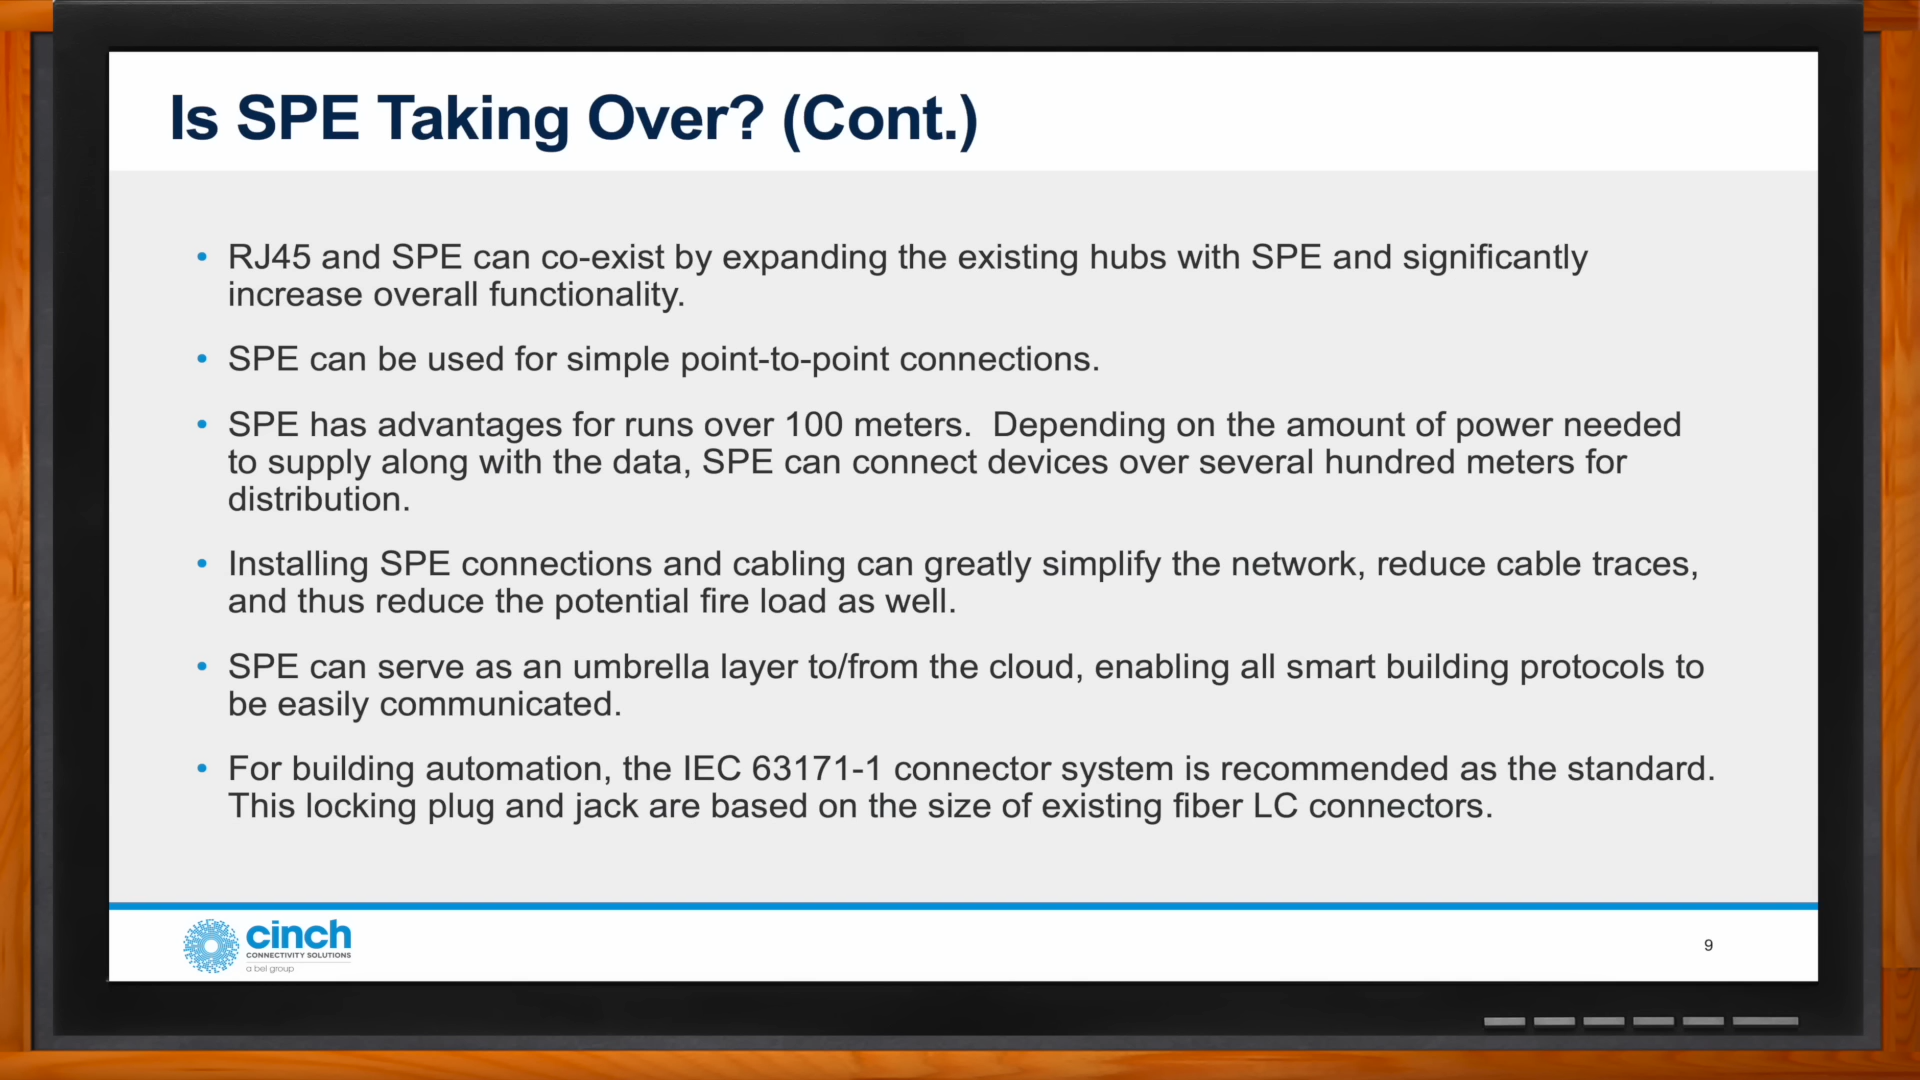 Is SPE Taking Over? (Cont.)
• RJ45 and SPE can co-exist by expanding the existing hubs with SPE and significantly
increase overall functionality.
• SPE can be used for simple point-to-point connections.
• SPE has advantages for runs over 100 meters.  Depending on the amount of power needed
to supply along with the data, SPE can connect devices over several hundred meters for
distribution.
• Installing SPE connections and cabling can greatly simplify the network, reduce cable traces,
and thus reduce the potential fire load as well.
• SPE can serve as an umbrella layer to/from the cloud, enabling all smart building protocols to
be easily communicated.
• For building automation, the IEC 63171-1 connector system is recommended as the standard.
This locking plug and jack are based on the size of existing fiber LC connectors.
cinch
CONNECTIVITY SOLUTIONS
a bel group
9